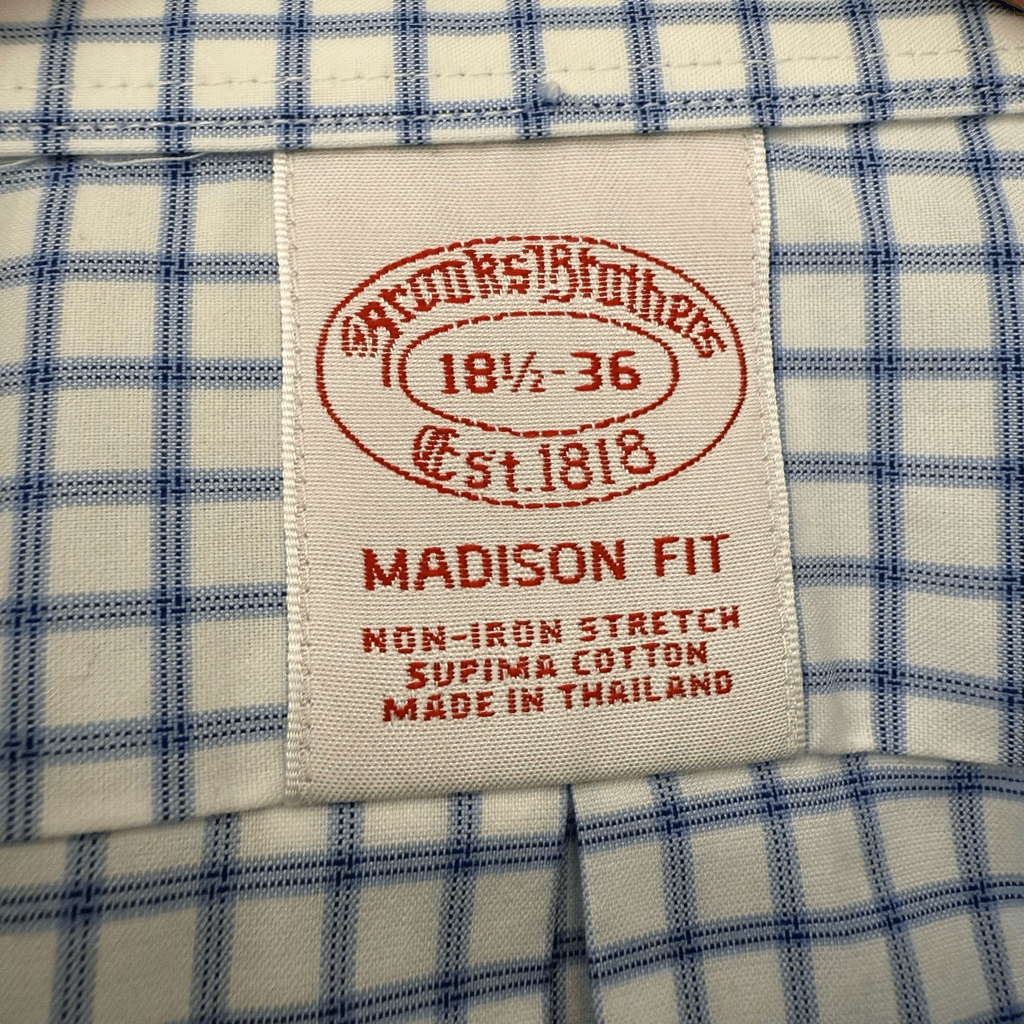 Brooks Brothers
18½-36
Est. 1818
MADISON FIT
NON-IRON STRETCH
SUPIMA COTTON
MADE IN THAILAND